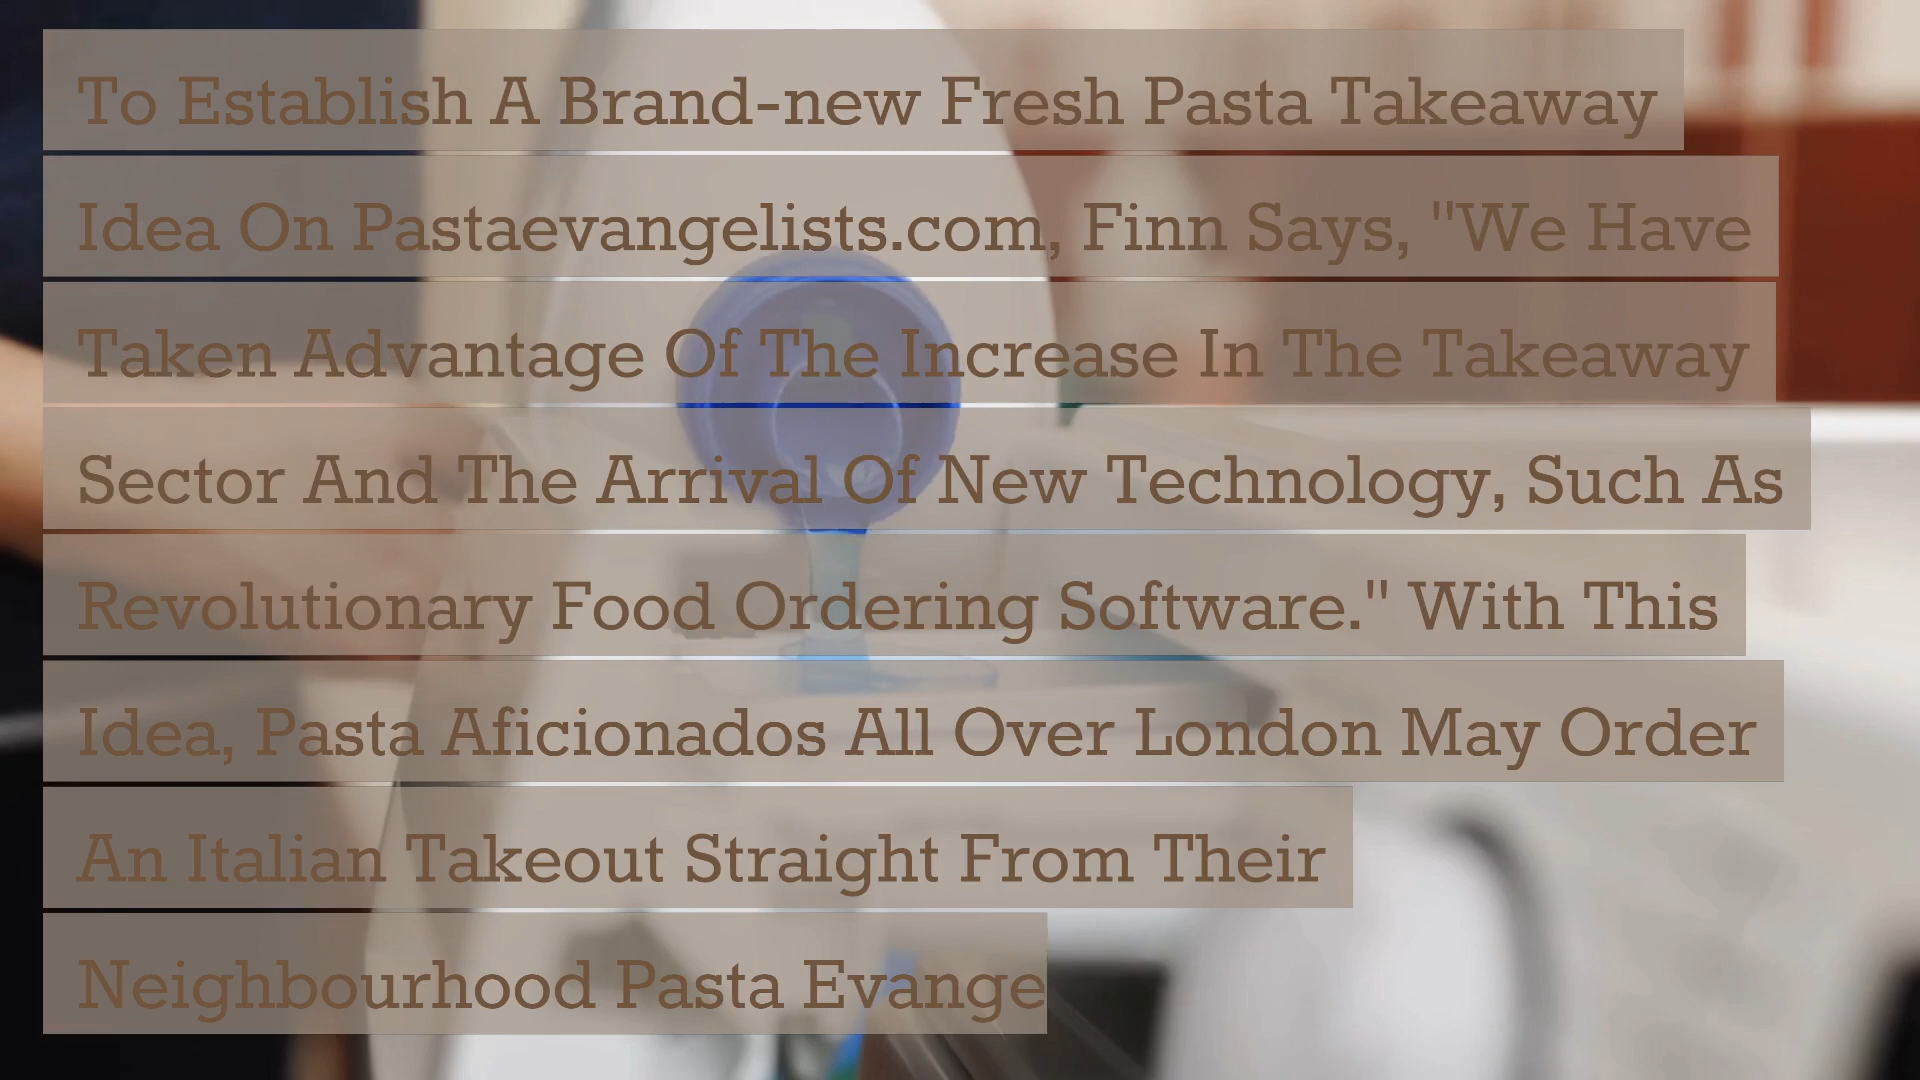 To Establish A Brand-new Fresh Pasta Takeaway
Idea On Pastaevangelists.com, Finn Says, "We Have
Taken Advantage Of The Increase In The Takeaway
Sector And The Arrival Of New Technology, Such As
Revolutionary Food Ordering Software." With This
Idea, Pasta Aficionados All Over London May Order
An Italian Takeout Straight From Their
Neighbourhood Pasta Evange